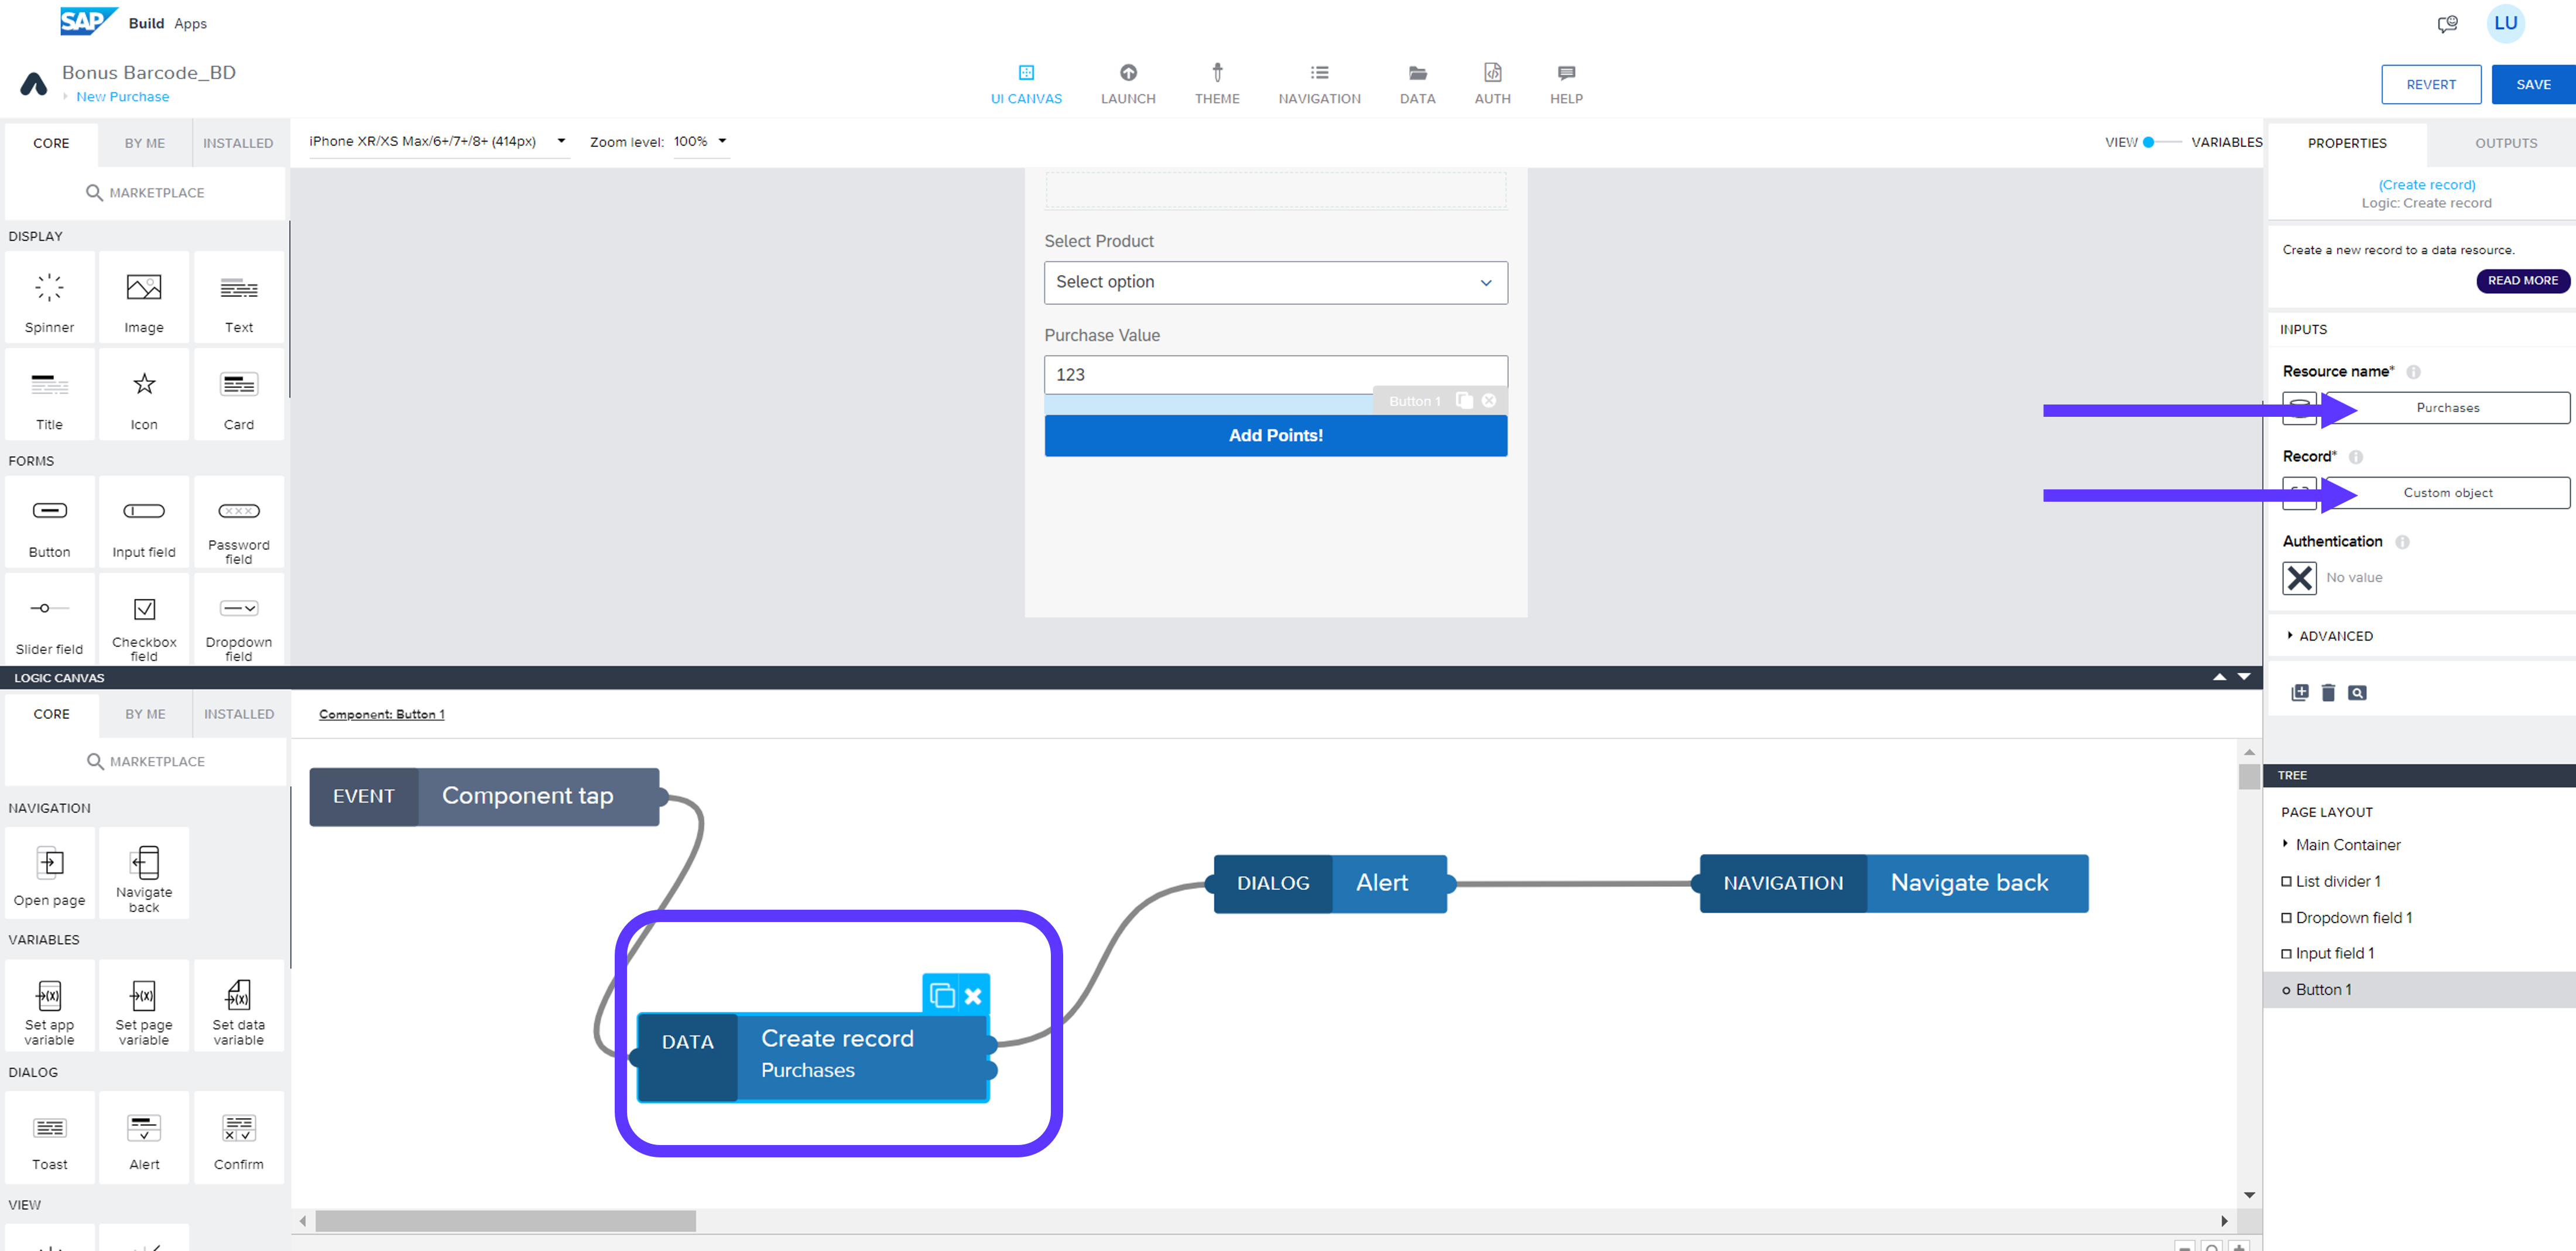 SAP Build Apps
LU
Bonus Barcode_BD
New Purchase
UI CANVAS
LAUNCH
THEME
NAVIGATION
DATA
AUTH
HELP
REVERT
SAVE
CORE
BY ME
INSTALLED
MARKETPLACE
DISPLAY
Spinner
Image
Text
Title
Icon
Card
FORMS
Button
Input field
Password
field
Slider field
Checkbox
field
Dropdown
field
iPhone XR/XS Max/6+/7+/8+ (414px)
Zoom level: 100%
VIEW
VARIABLES
Select Product
Select option
Purchase Value
123
Button 1
Add Points!
PROPERTIES
OUTPUTS
(Create record)
Logic: Create record
Create a new record to a data resource.
READ MORE
INPUTS
Resource name*
Purchases
Record*
Custom object
Authentication
No value
ADVANCED
LOGIC CANVAS
CORE
BY ME
INSTALLED
MARKETPLACE
NAVIGATION
Open page
Navigate
back
VARIABLES
Set app
variable
Set page
variable
Set data
variable
DIALOG
Toast
Alert
Confirm
VIEW
Component: Button 1
EVENT
Component tap
DATA
Create record
Purchases
DIALOG
Alert
NAVIGATION
Navigate back
TREE
PAGE LAYOUT
Main Container
List divider 1
Dropdown field 1
Input field 1
Button 1